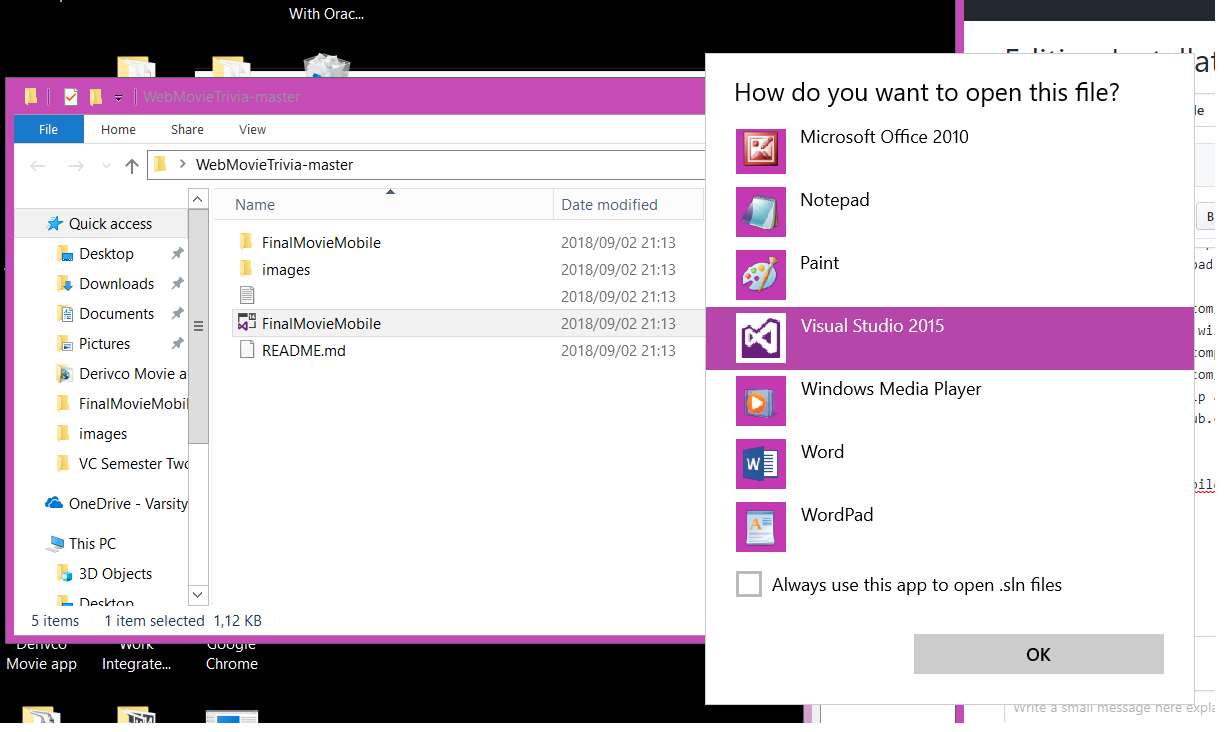 With Orac...
WebMovieTrivia-master
File Home Share View
WebMovieTrivia-master
Name Date modified
Quick access
Desktop
Downloads
Documents
Pictures
Derivco Movie a
FinalMovieMobil
images
VC Semester Two
OneDrive - Varsity
This PC
3D Objects
Desktop
FinalMovieMobile 2018/09/02 21:13
images 2018/09/02 21:13
2018/09/02 21:13
FinalMovieMobile 2018/09/02 21:13
README.md 2018/09/02 21:13
5 items 1 item selected 1,12 KB
Derivco
Movie app
Work
Integrate...
Google
Chrome
How do you want to open this file?
Microsoft Office 2010
Notepad
Paint
Visual Studio 2015
Windows Media Player
Word
WordPad
Always use this app to open .sln files
OK
Write a small message here expla